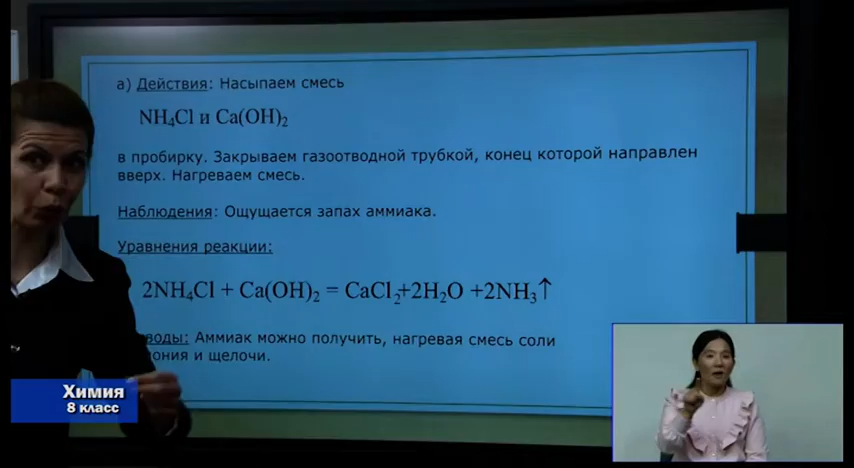 а) Действия: Насыпаем смесь
NH₄Cl и Ca(OH)₂
в пробирку. Закрываем газоотводной трубкой, конец которой направлен
вверх. Нагреваем смесь.
Наблюдения: Ощущается запах аммиака.
Уравнения реакции:
2NH₄Cl + Ca(OH)₂ = CaCl₂+2H₂O +2NH₃↑
воды: Аммиак можно получить, нагревая смесь соли
ония и щелочи.
Химия
8 класс